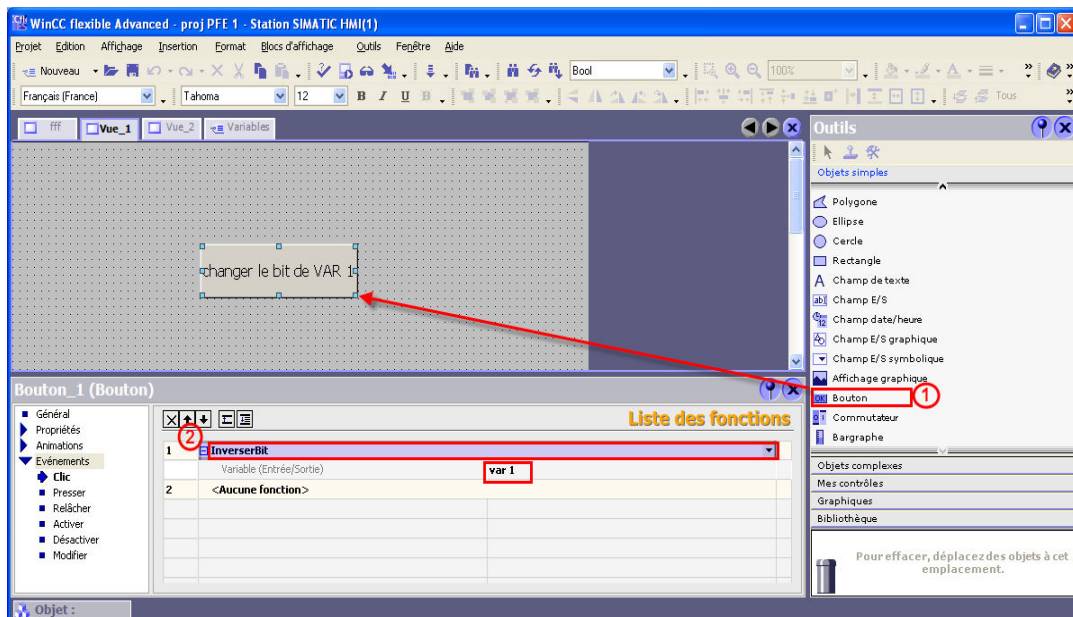 WinCC flexible Advanced - proj PFE 1 - Station SIMATIC HMI(1)
Projet Edition Affichage Insertion Format Blocs d'affichage Outils Fenêtre Aide
Nouveau Bool 100%
Français (France) Tahoma 12 B I U B Tous
fff Vue_1 Vue_2 Variables
changer le bit de VAR 1
Outils
Objets simples
Polygone
Ellipse
Cercle
Rectangle
A Champ de texte
ab Champ E/S
12 Champ date/heure
Champ E/S graphique
Champ E/S symbolique
Affichage graphique
OK Bouton 1
Commutateur
Bargraphe
Objets complexes
Mes contrôles
Graphiques
Bibliothèque
Pour effacer, déplacez des objets à cet
emplacement.
Bouton_1 (Bouton)
Général
Propriétés
Animations
Evénements
Clic
Presser
Relâcher
Activer
Désactiver
Modifier
Liste des fonctions
2
1 InverserBit
Variable (Entrée/Sortie) var 1
2 <Aucune fonction>
Objet :